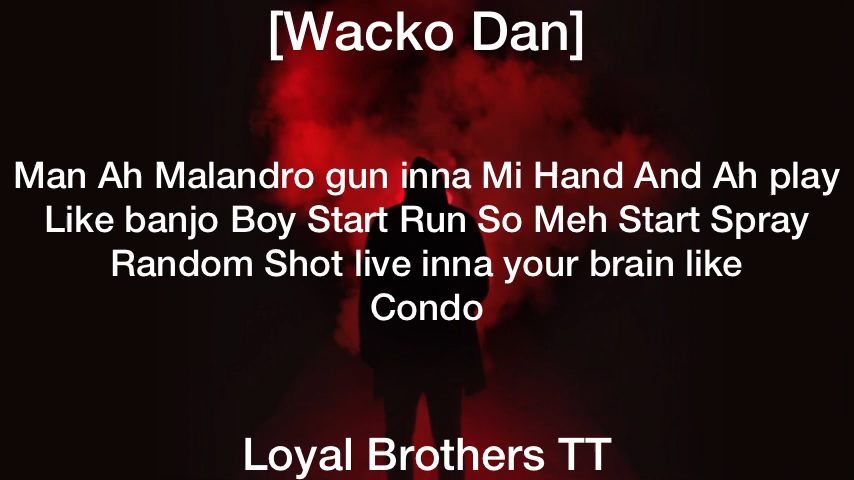 [Wacko Dan]
Man Ah Malandro gun inna Mi Hand And Ah play
Like banjo Boy Start Run So Meh Start Spray
Random Shot live inna your brain like
Condo
Loyal Brothers TT